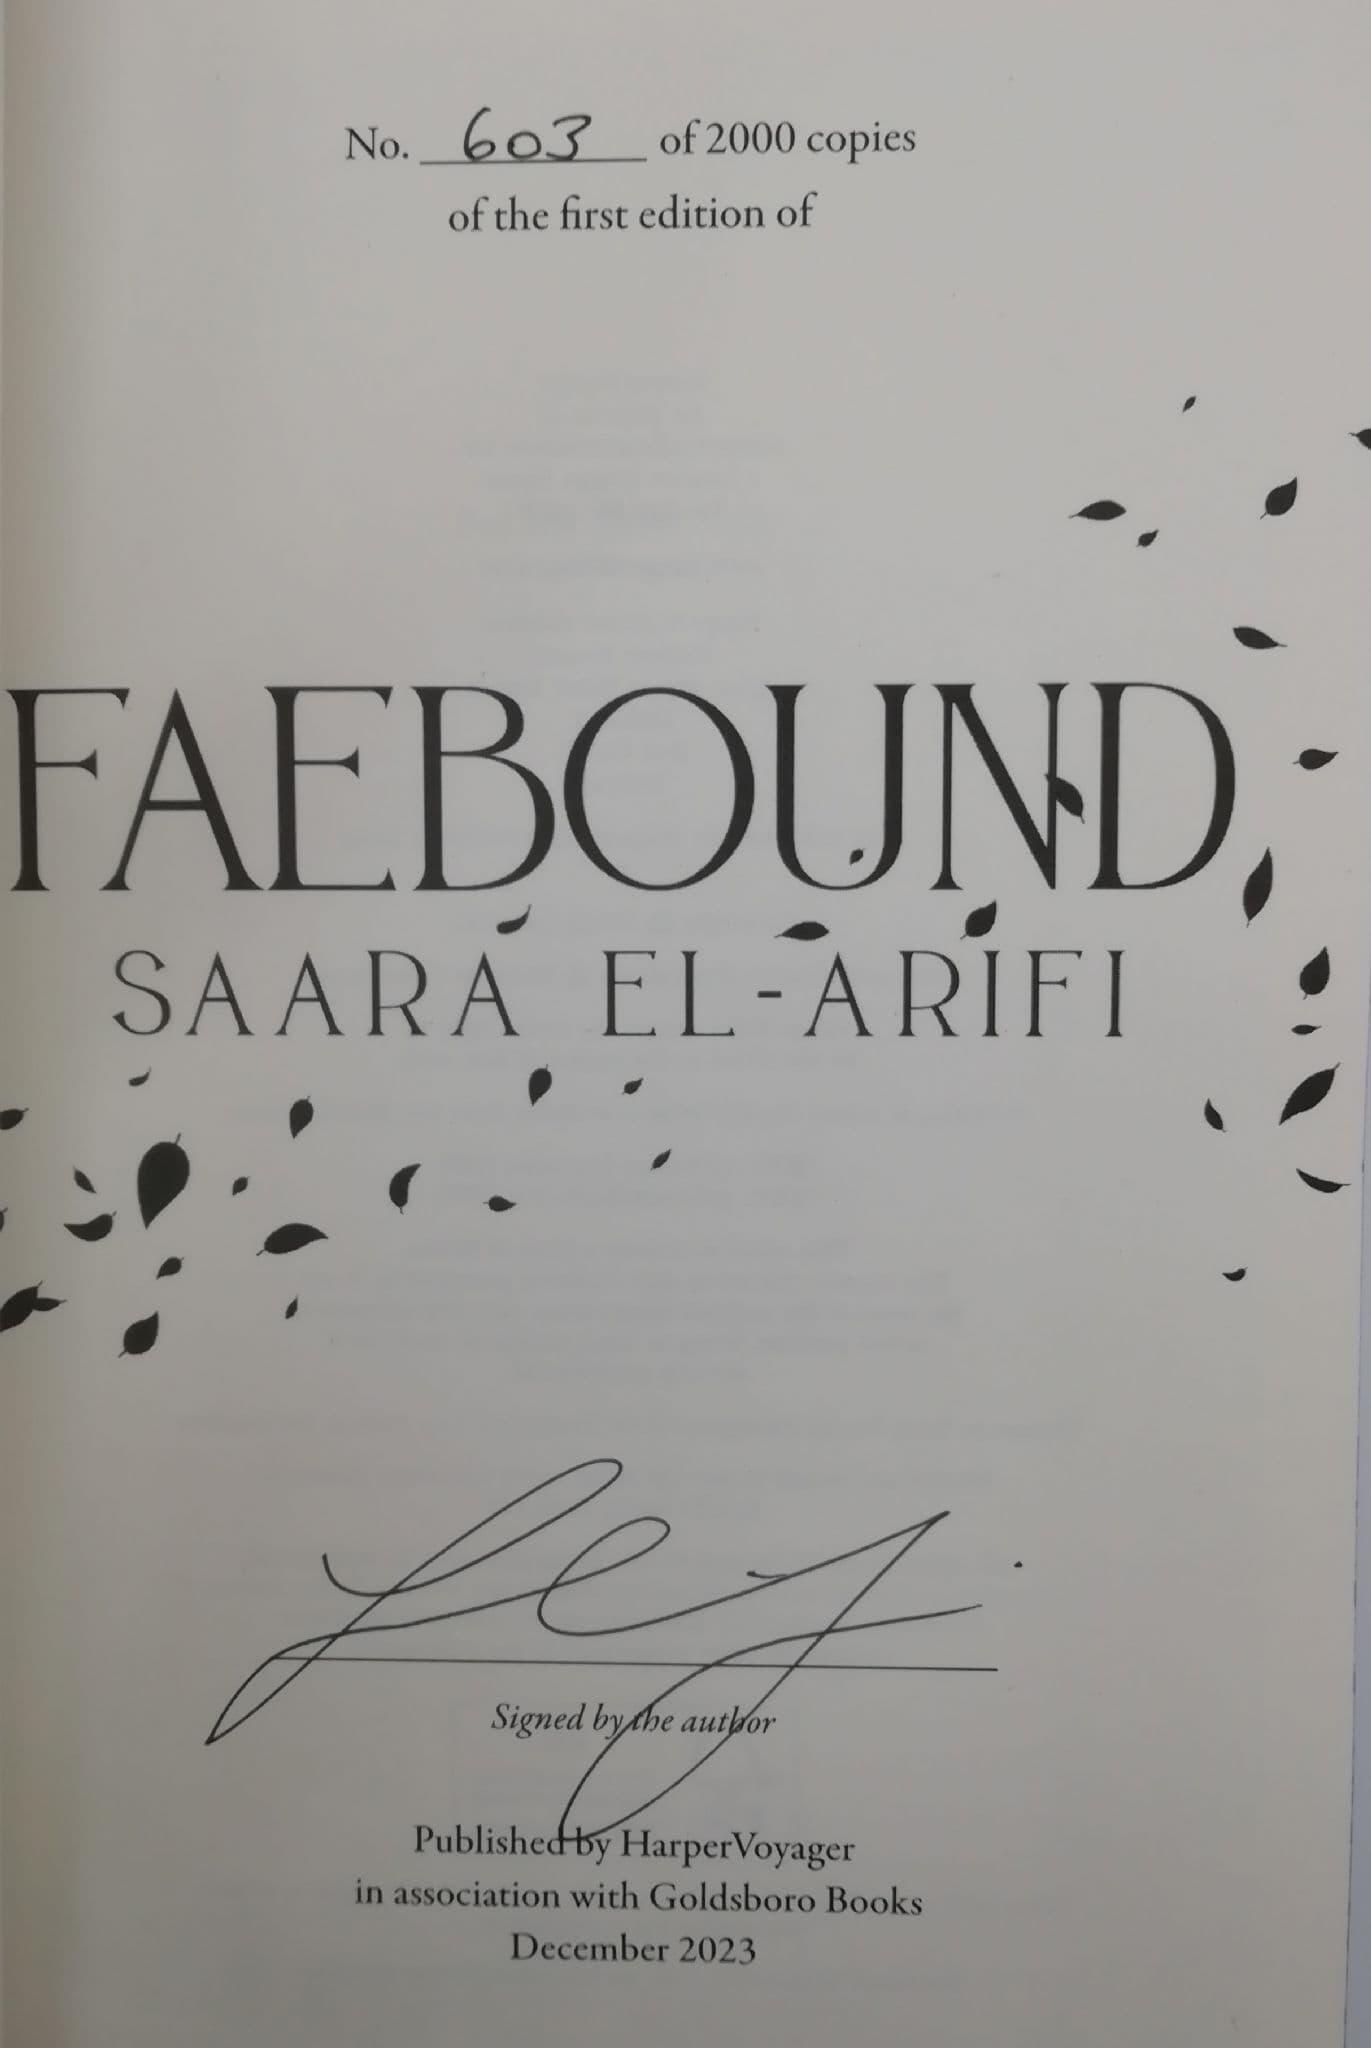 No. 603 of 2000 copies
of the first edition of
FAEBOUND
SAARA EL-ARIFI
Signed by the author
Published by HarperVoyager
in association with Goldsboro Books
December 2023